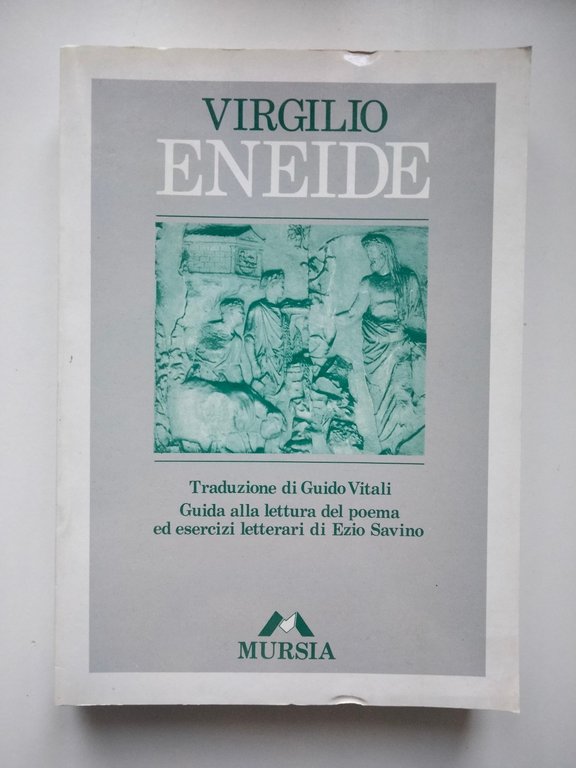 VIRGILIO
ENEIDE
Traduzione di Guido Vitali
Guida alla lettura del poema
ed esercizi letterari di Ezio Savino
MURSIA